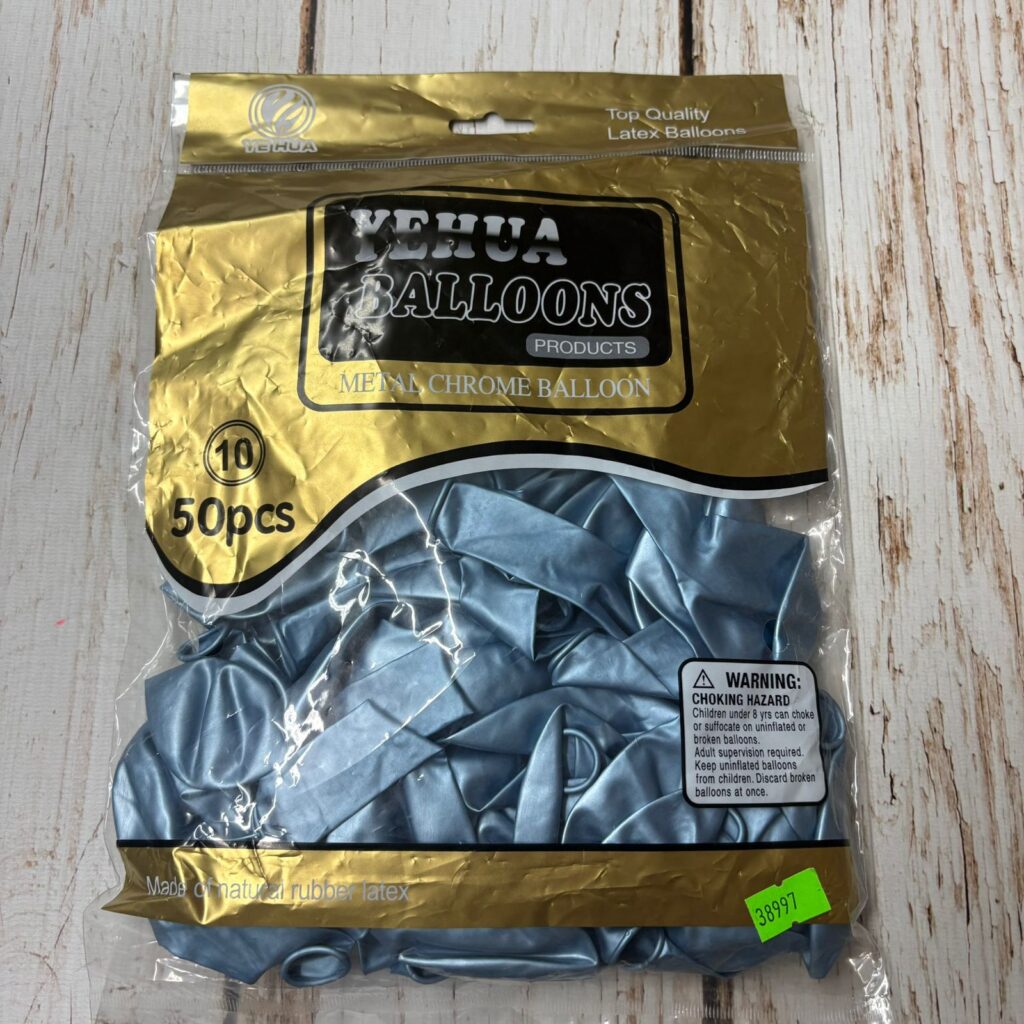 YEHUA
Top Quality
Latex Balloons
YEHUA
BALLOONS
PRODUCTS
METAL CHROME BALLOON
10
50pcs
WARNING:
CHOKING HAZARD
Children under 8 yrs can choke
or suffocate on uninflated or
broken balloons.
Adult supervision required.
Keep uninflated balloons
from children. Discard broken
balloons at once.
Made of natural rubber latex
38997